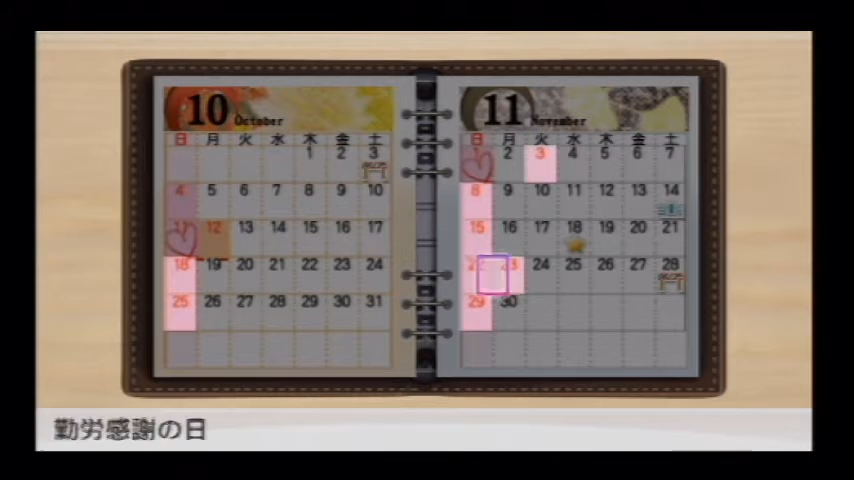 10 October
日 月 火 水 木 金 土
1 2 3
4 5 6 7 8 9 10
11 12 13 14 15 16 17
18 19 20 21 22 23 24
25 26 27 28 29 30 31
11 November
日 月 火 水 木 金 土
1 2 3 4 5 6 7
8 9 10 11 12 13 14
15 16 17 18 19 20 21
22 23 24 25 26 27 28
29 30
勤労感謝の日